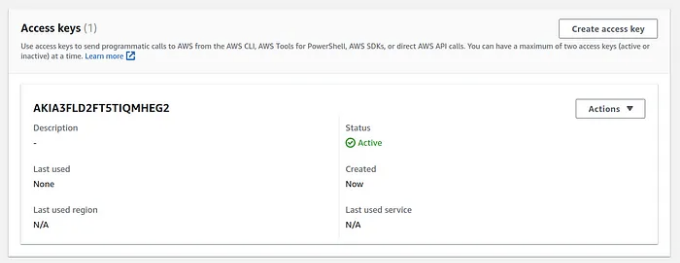 Access keys (1)
Create access key
Use access keys to send programmatic calls to AWS from the AWS CLI, AWS Tools for PowerShell, AWS SDKs, or direct AWS API calls. You can have a maximum of two access keys (active or
inactive) at a time. Learn more
AKIA3FLD2FT5TIQMHEG2
Actions
Description
-
Status
Active
Last used
None
Created
Now
Last used region
N/A
Last used service
N/A